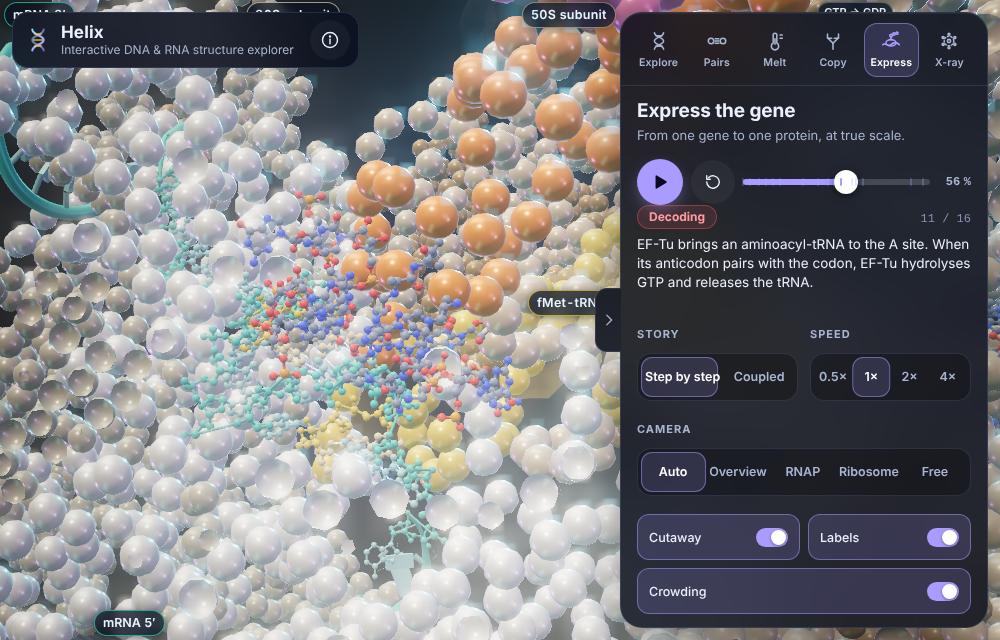 50S subunit
Helix
Interactive DNA & RNA structure explorer
Explore
Pairs
Melt
Copy
Express
X-ray
Express the gene
From one gene to one protein, at true scale.
56 %
Decoding
11 / 16
EF-Tu brings an aminoacyl-tRNA to the A site. When
its anticodon pairs with the codon, EF-Tu hydrolyses
GTP and releases the tRNA.
fMet-tRN
STORY
SPEED
Step by step
Coupled
0.5×
1×
2×
4×
CAMERA
Auto
Overview
RNAP
Ribosome
Free
Cutaway
Labels
Crowding
mRNA 5′